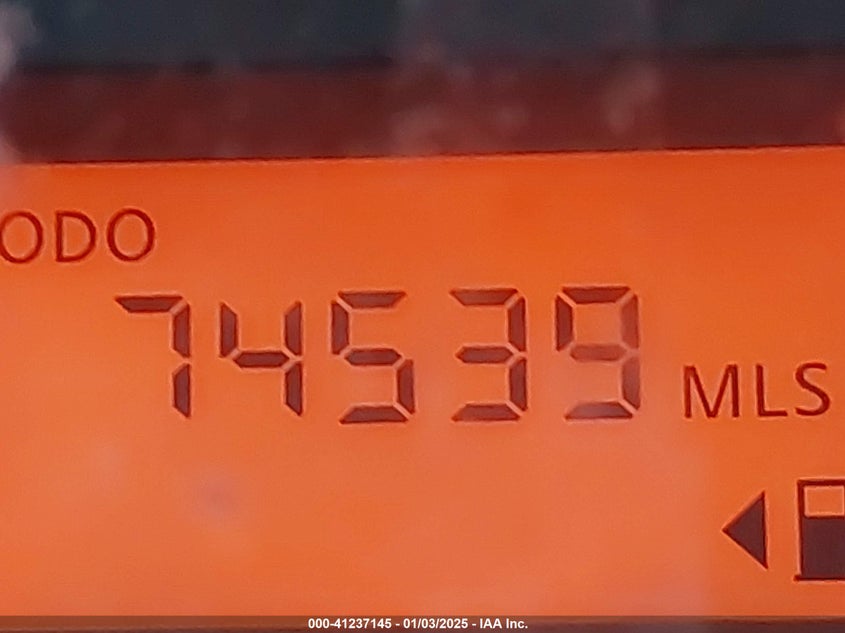 ODO
74539 MLS
000-41237145 - 01/03/2025 - IAA Inc.